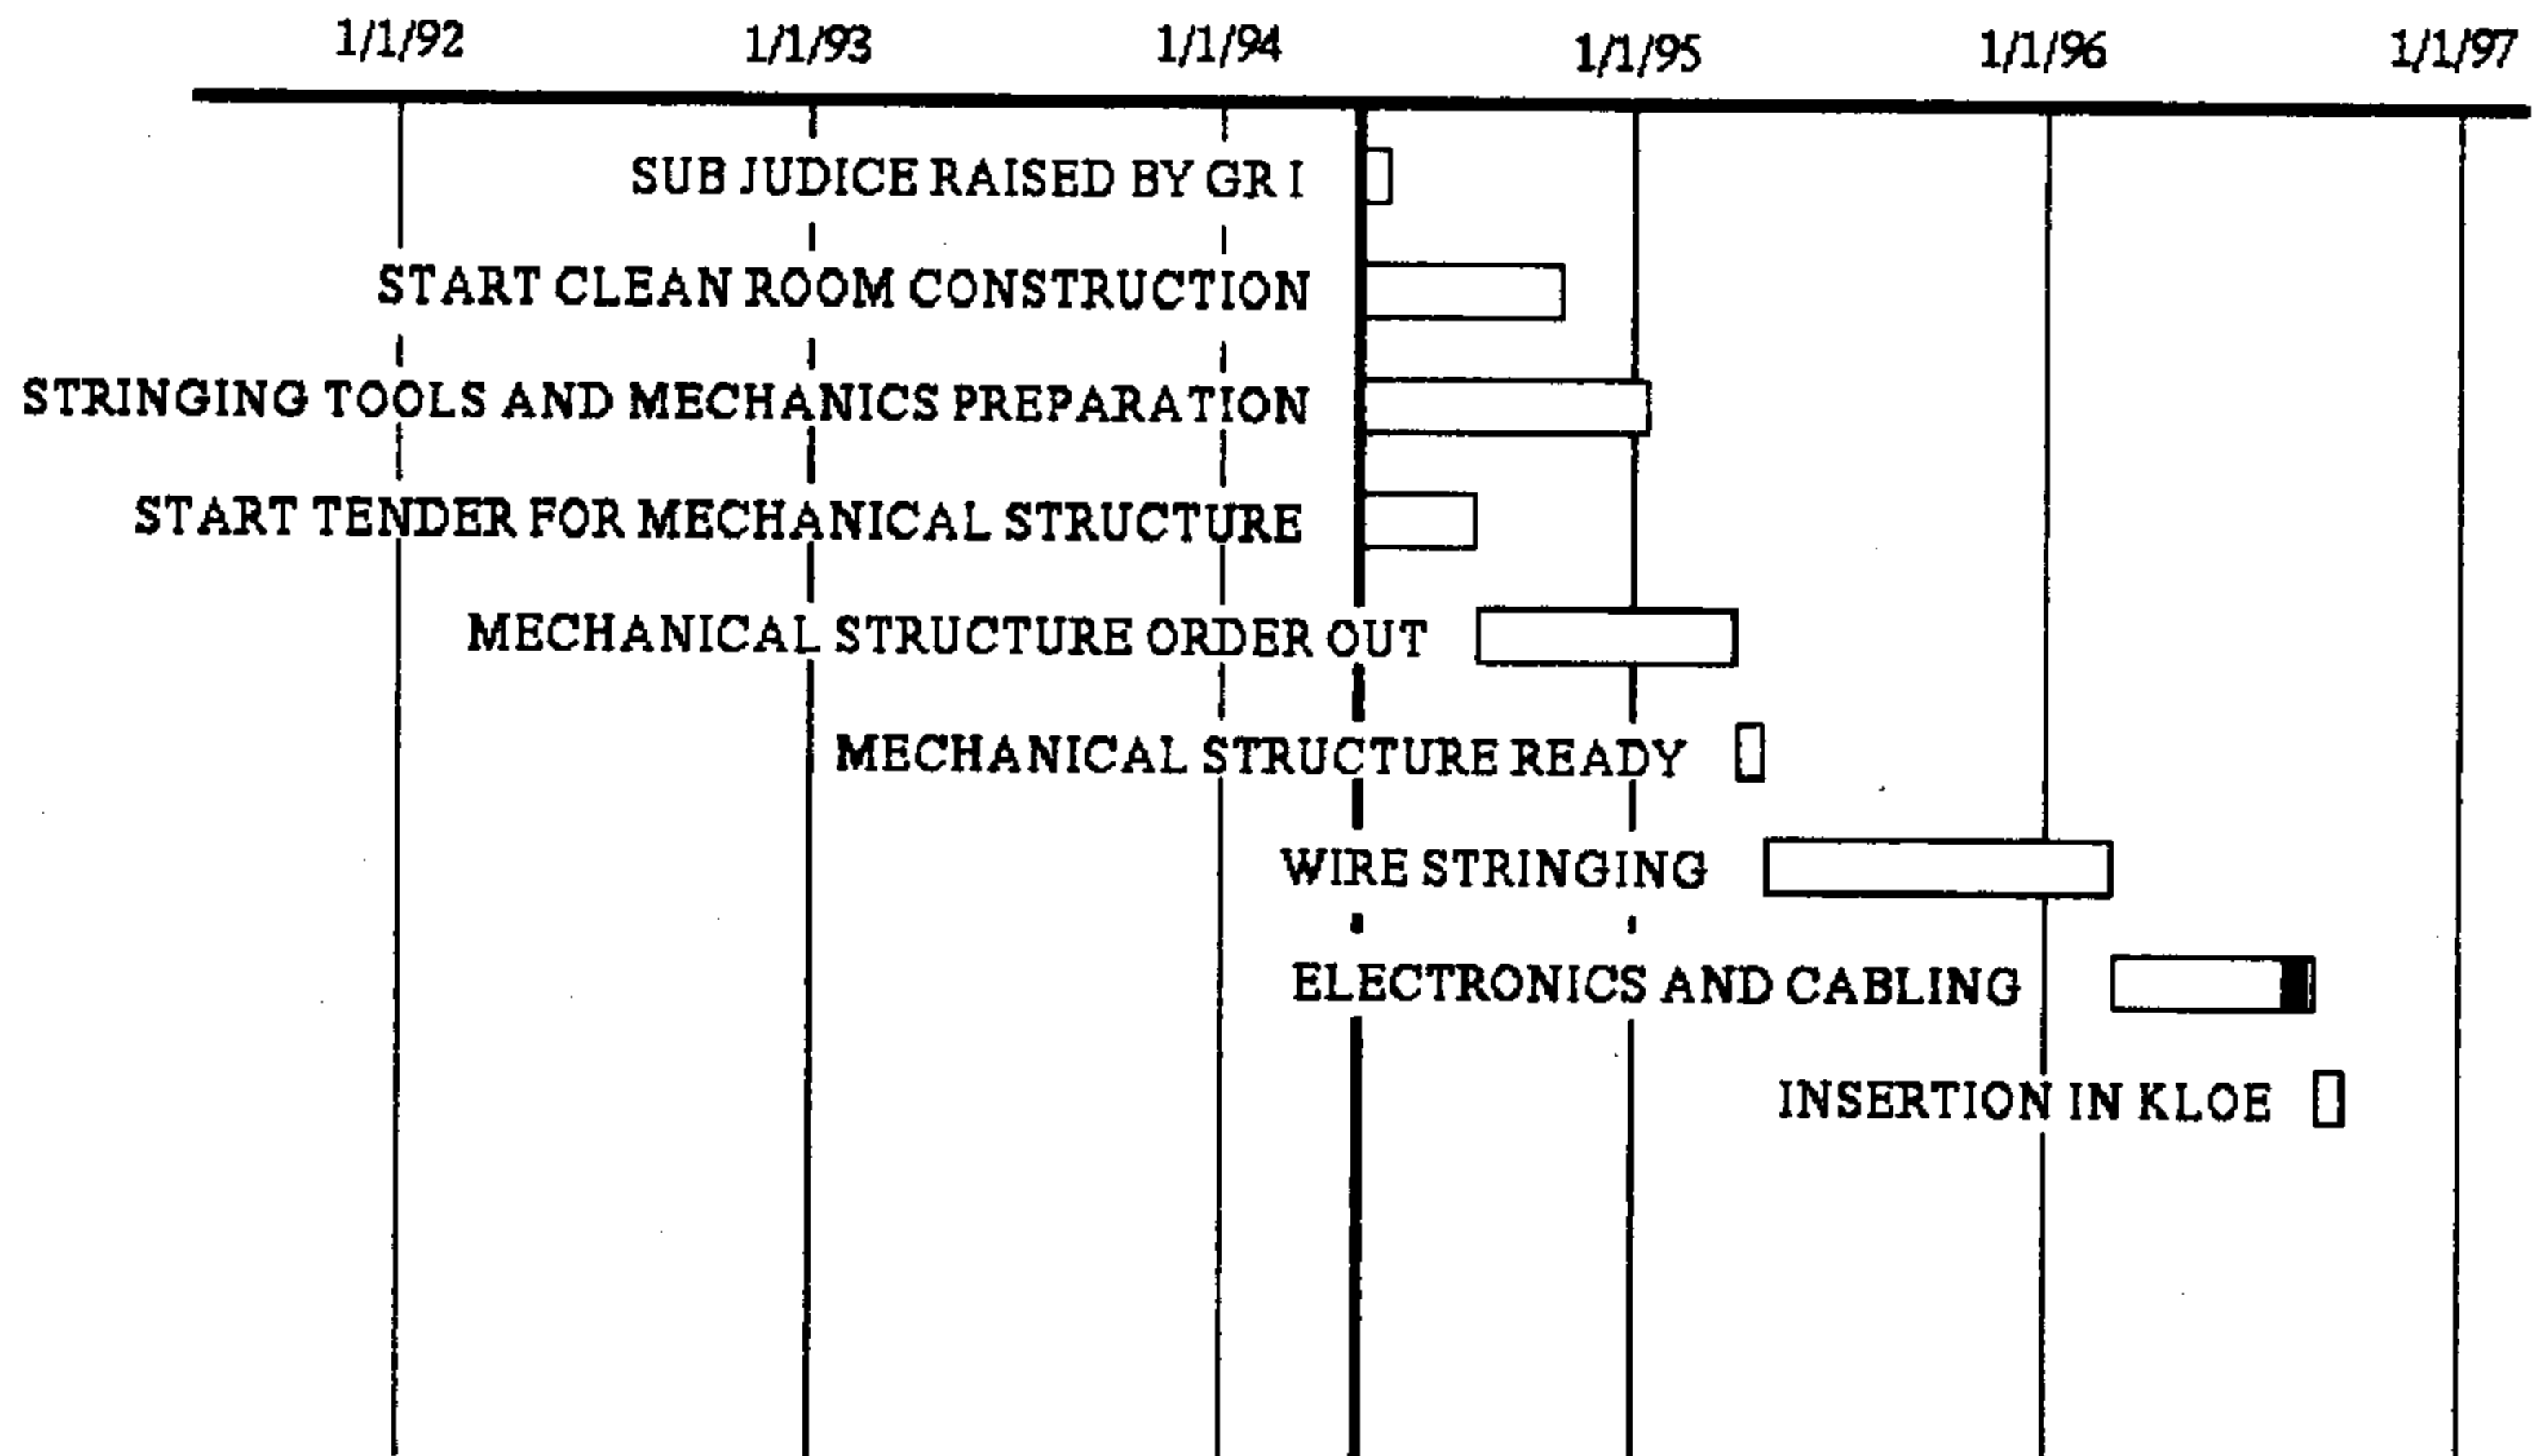 1/1/92 1/1/93 1/1/94 1/1/95 1/1/96 1/1/97
SUB JUDICE RAISED BY GR I
START CLEAN ROOM CONSTRUCTION
STRINGING TOOLS AND MECHANICS PREPARATION
START TENDER FOR MECHANICAL STRUCTURE
MECHANICAL STRUCTURE ORDER OUT
MECHANICAL STRUCTURE READY
WIRE STRINGING
ELECTRONICS AND CABLING
INSERTION IN KLOE